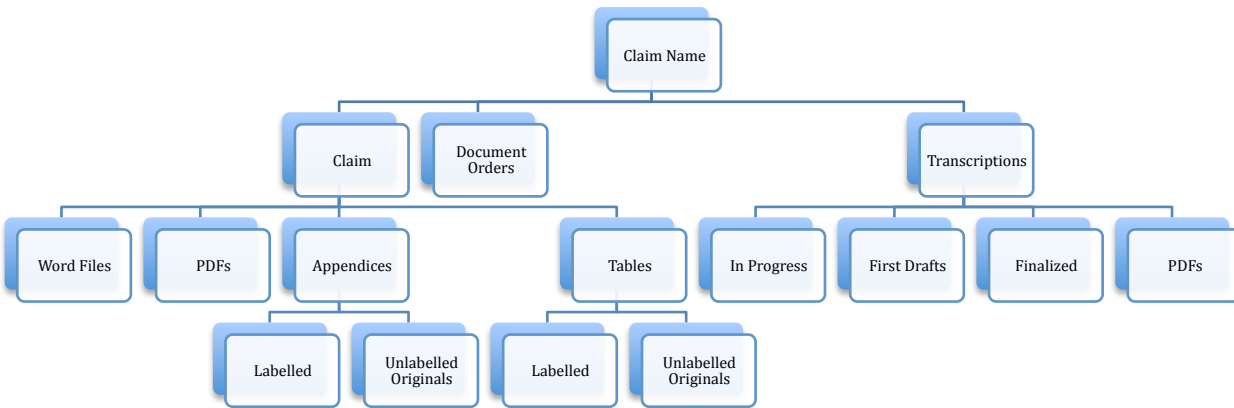 Claim Name
Claim
Document
Orders
Transcriptions
Word Files
PDFs
Appendices
Tables
In Progress
First Drafts
Finalized
PDFs
Labelled
Unlabelled
Originals
Labelled
Unlabelled
Originals